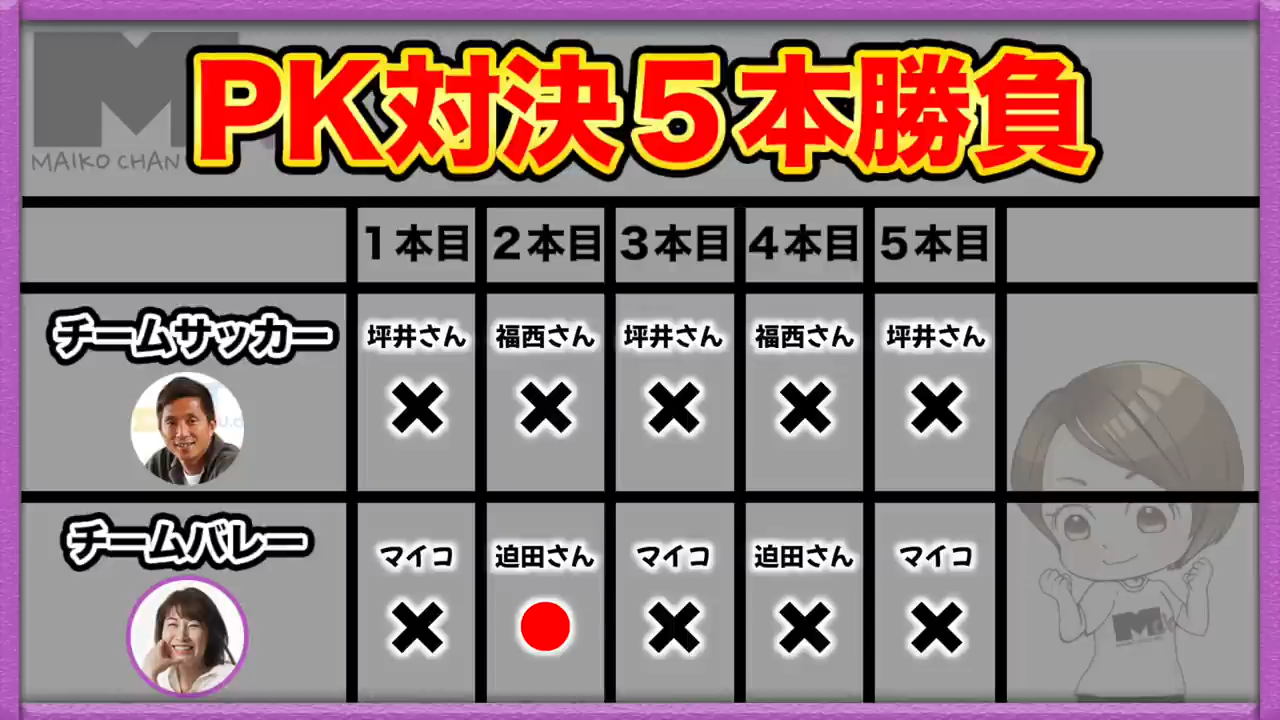 PK対決5本勝負
MAIKO CHAN
1本目 2本目 3本目 4本目 5本目
チームサッカー
坪井さん 福西さん 坪井さん 福西さん 坪井さん
✖ ✖ ✖ ✖ ✖
チームバレー
マイコ 迫田さん マイコ 迫田さん マイコ
✖ ● ✖ ✖ ✖